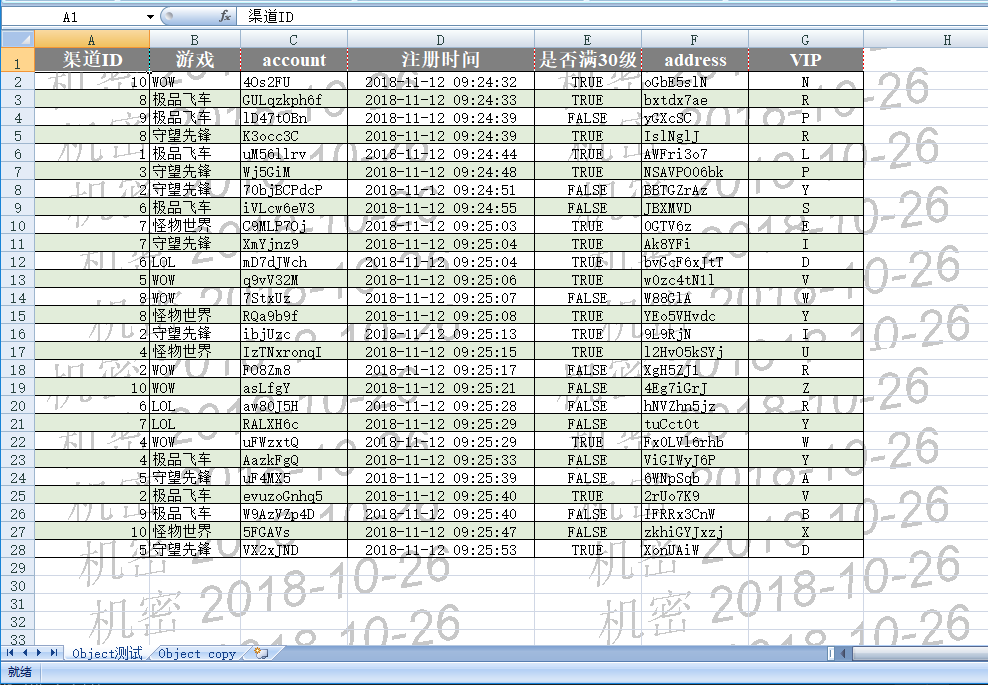 A1 fx 渠道ID
A B C D E F G H
1 渠道ID 游戏 account 注册时间 是否满30级 address VIP
2 10 WOW 4Os2FU 2018-11-12 09:24:32 TRUE oGbE5slN N
3 8 极品飞车 GULqzkph6f 2018-11-12 09:24:33 TRUE bxtdx7ae R
4 9 极品飞车 lD47tOBn 2018-11-12 09:24:39 FALSE yGXcSC P
5 8 守望先锋 K3occ3C 2018-11-12 09:24:39 TRUE IslNglJ R
6 1 极品飞车 uM56llrv 2018-11-12 09:24:44 TRUE AWFri3o7 L
7 3 守望先锋 Wj5GiM 2018-11-12 09:24:48 TRUE NSAVPO06bk P
8 2 守望先锋 7ObjBCPdcP 2018-11-12 09:24:51 FALSE BBTGZrAz Y
9 6 极品飞车 iVLcw6eV3 2018-11-12 09:24:55 FALSE JBXMVD S
10 7 怪物世界 C9MLP7Oj 2018-11-12 09:25:03 TRUE 0GTV6z E
11 7 守望先锋 XmYjnz9 2018-11-12 09:25:04 TRUE Ak8YFi I
12 6 LOL mD7dJWch 2018-11-12 09:25:04 TRUE bvGcF6xJtT D
13 5 WOW q9vV32M 2018-11-12 09:25:06 TRUE w0zc4tN1l V
14 8 WOW 7StxUz 2018-11-12 09:25:07 FALSE W88GlA W
15 8 怪物世界 RQa9b9f 2018-11-12 09:25:08 TRUE YEo5VHvdc Y
16 2 守望先锋 ibjUzc 2018-11-12 09:25:13 TRUE 9L9RjN I
17 4 怪物世界 IzTNxronqI 2018-11-12 09:25:15 TRUE l2HvO5kSYj U
18 2 WOW FO8Zm8 2018-11-12 09:25:17 FALSE XgH5ZJ1 R
19 10 WOW asLfgY 2018-11-12 09:25:21 FALSE 4Eg7iGrJ Z
20 6 LOL aw80J5H 2018-11-12 09:25:28 FALSE hNVZhn5jz R
21 7 LOL RALXH6c 2018-11-12 09:25:29 FALSE tuCct0t Y
22 4 WOW uFWzxtQ 2018-11-12 09:25:29 TRUE FxOLVl6rhb W
23 4 极品飞车 AazkFgQ 2018-11-12 09:25:33 FALSE ViGIWyJ6P Y
24 5 守望先锋 uF4MX5 2018-11-12 09:25:39 FALSE 6WNpSqb A
25 2 极品飞车 evuzoGnhq5 2018-11-12 09:25:40 TRUE 2rUo7K9 V
26 9 极品飞车 W9AzVZp4D 2018-11-12 09:25:40 FALSE IFRRx3CnW B
27 10 怪物世界 5FGAVs 2018-11-12 09:25:47 FALSE zkhiGYJxzj X
28 5 守望先锋 VX2xJND 2018-11-12 09:25:53 TRUE XonUAiW D
29
30
31
32
33
机密 2018-10-26
机密 2018-10-26
机密 2018-10-26
机密 2018-10-26
Object测试 Object copy
就绪